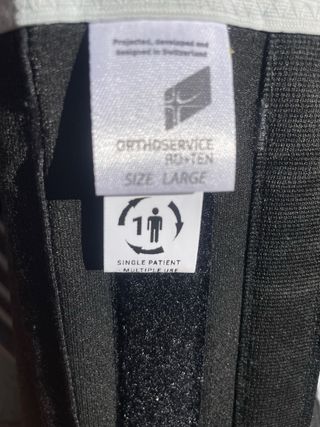 Projected, developed and
designed in Switzerland
ORTHOSERVICE
RO+TEN
SIZE LARGE
1
SINGLE PATIENT
- MULTIPLE USE